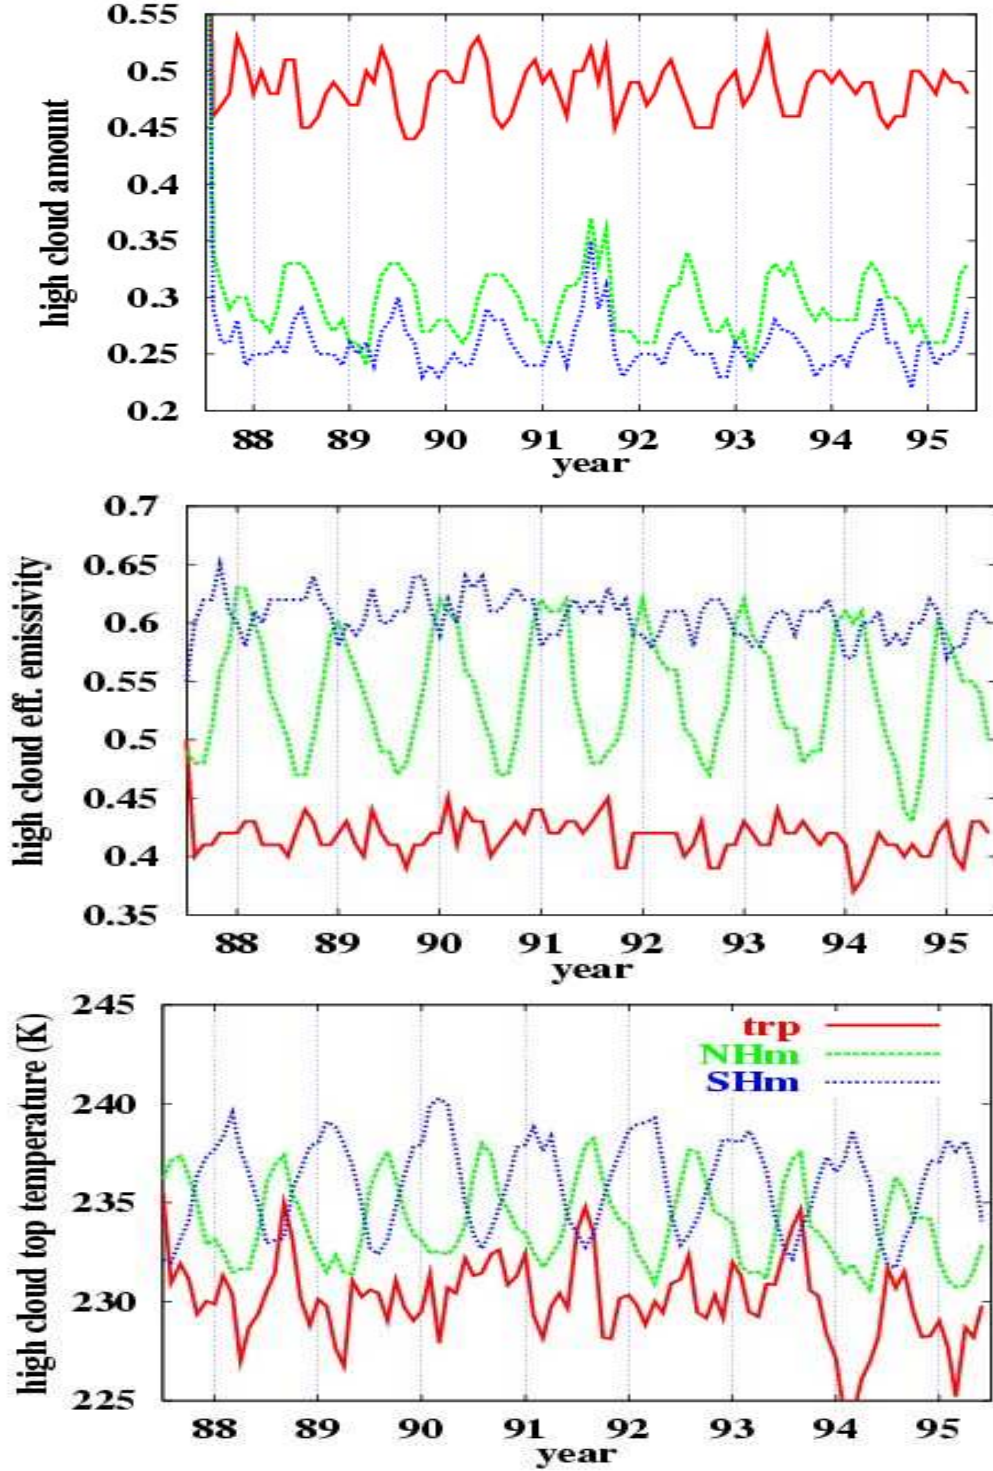 high cloud amount
0.55
0.5
0.45
0.4
0.35
0.3
0.25
0.2
88 89 90 91 92 93 94 95
year
high cloud eff. emissivity
0.7
0.65
0.6
0.55
0.5
0.45
0.4
0.35
88 89 90 91 92 93 94 95
year
high cloud top temperature (K)
245
240
235
230
225
trp
NHm
SHm
88 89 90 91 92 93 94 95
year